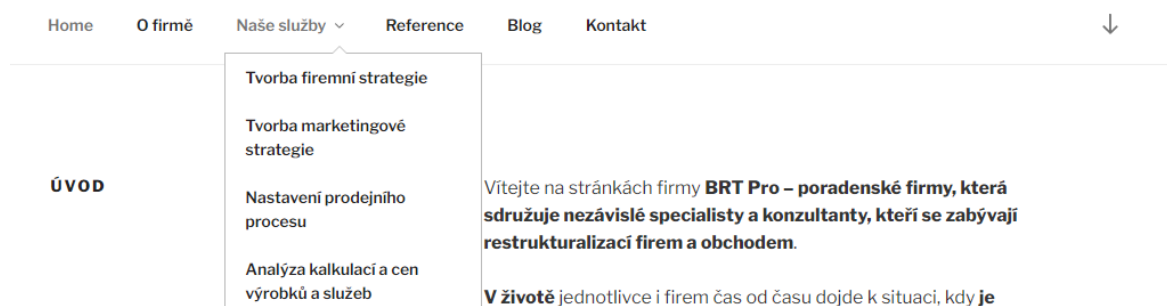 Home O firmě Naše služby Reference Blog Kontakt
Tvorba firemní strategie
Tvorba marketingové
strategie
Nastavení prodejního
procesu
Analýza kalkulací a cen
výrobků a služeb
ÚVOD
Vítejte na stránkách firmy BRT Pro – poradenské firmy, která
sdružuje nezávislé specialisty a konzultanty, kteří se zabývají
restrukturalizací firem a obchodem.
V životě jednotlivce i firem čas od času dojde k situaci, kdy je